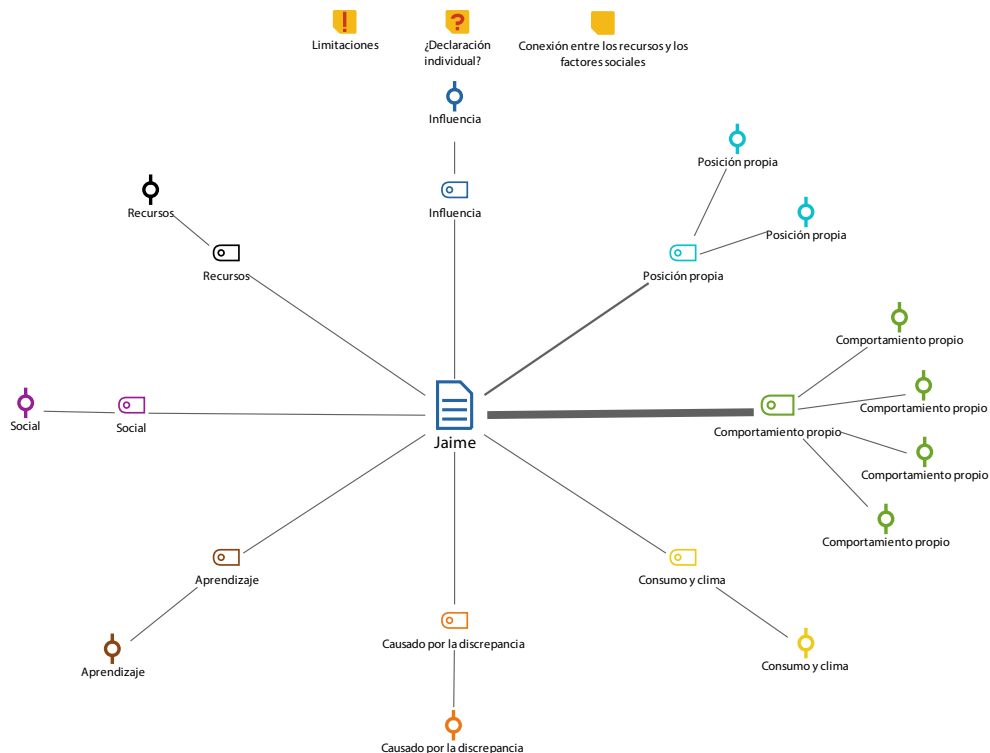 Limitaciones
¿Declaración
individual?
Conexión entre los recursos y los
factores sociales
Influencia
Posición propia
Influencia
Recursos
Posición propia
Recursos
Posición propia
Comportamiento propio
Comportamiento propio
Social
Social
Comportamiento propio
Jaime
Comportamiento propio
Comportamiento propio
Aprendizaje
Consumo y clima
Causado por la discrepancia
Aprendizaje
Consumo y clima
Causado por la discrepancia